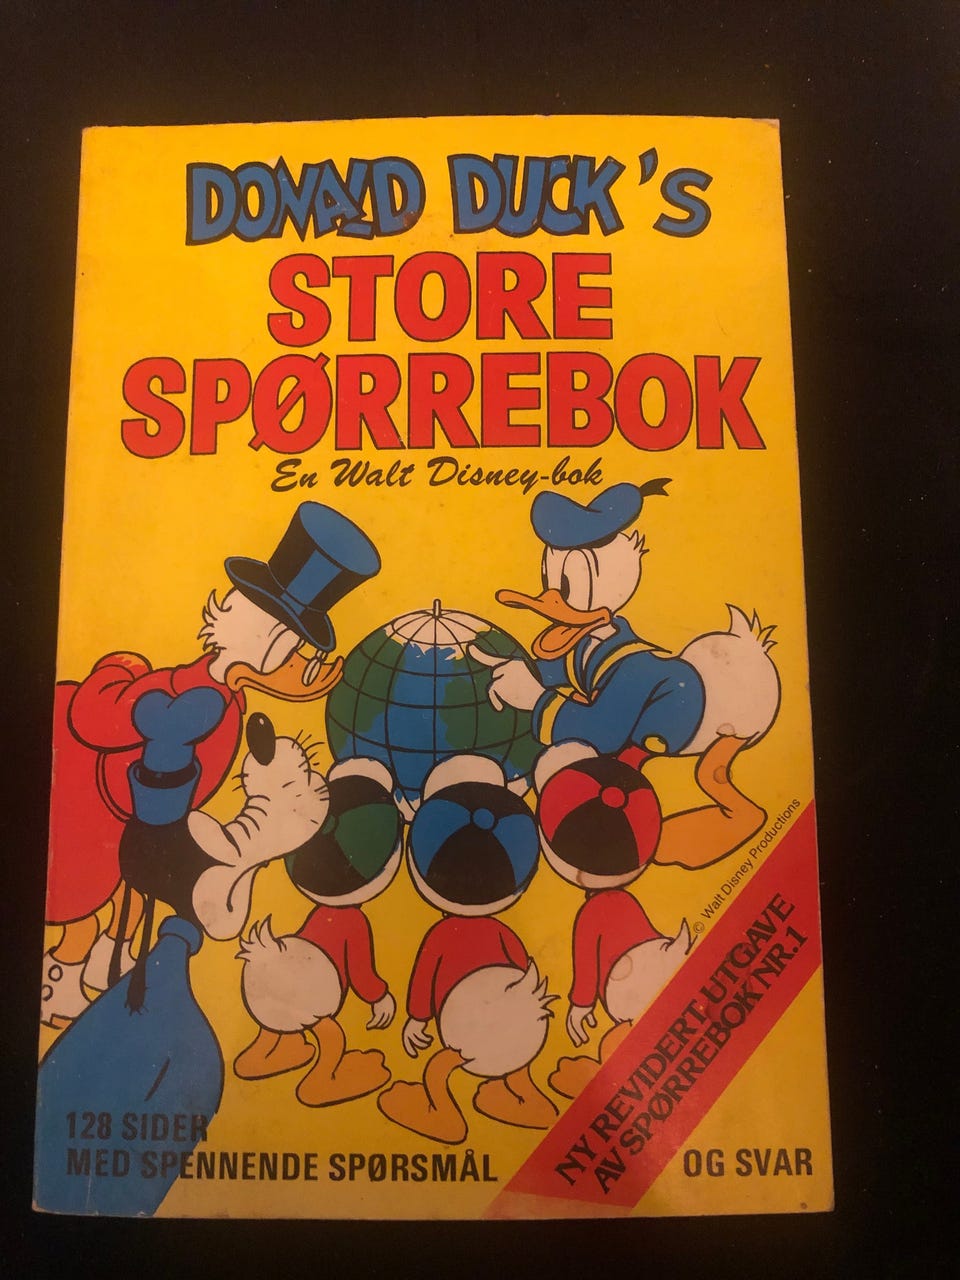 DONALD DUCK'S
STORE
SPØRREBOK
En Walt Disney-bok
© Walt Disney Productions
NY REVIDERT UTGAVE
AV SPØRREBOK NR.1
128 SIDER
MED SPENNENDE SPØRSMÅL OG SVAR